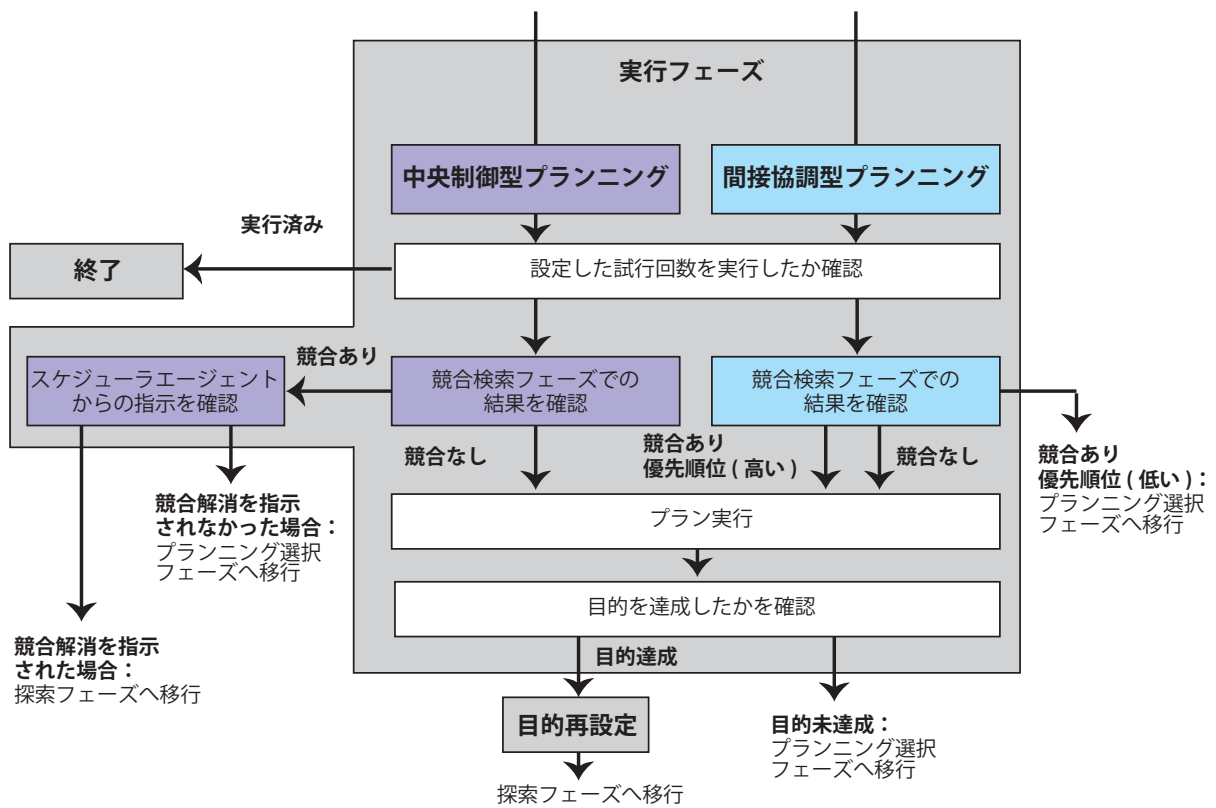 実行フェーズ
中央制御型プランニング
間接協調型プランニング
実行済み
終了
設定した試行回数を実行したか確認
競合あり
スケジューラエージェント
からの指示を確認
競合検索フェーズでの
結果を確認
競合検索フェーズでの
結果を確認
競合なし
競合あり
優先順位 ( 高い )
競合なし
競合あり
優先順位 ( 低い )：
プランニング選択
フェーズへ移行
競合解消を指示
されなかった場合：
プランニング選択
フェーズへ移行
プラン実行
目的を達成したかを確認
競合解消を指示
された場合：
探索フェーズへ移行
目的達成
目的再設定
目的未達成：
プランニング選択
フェーズへ移行
探索フェーズへ移行